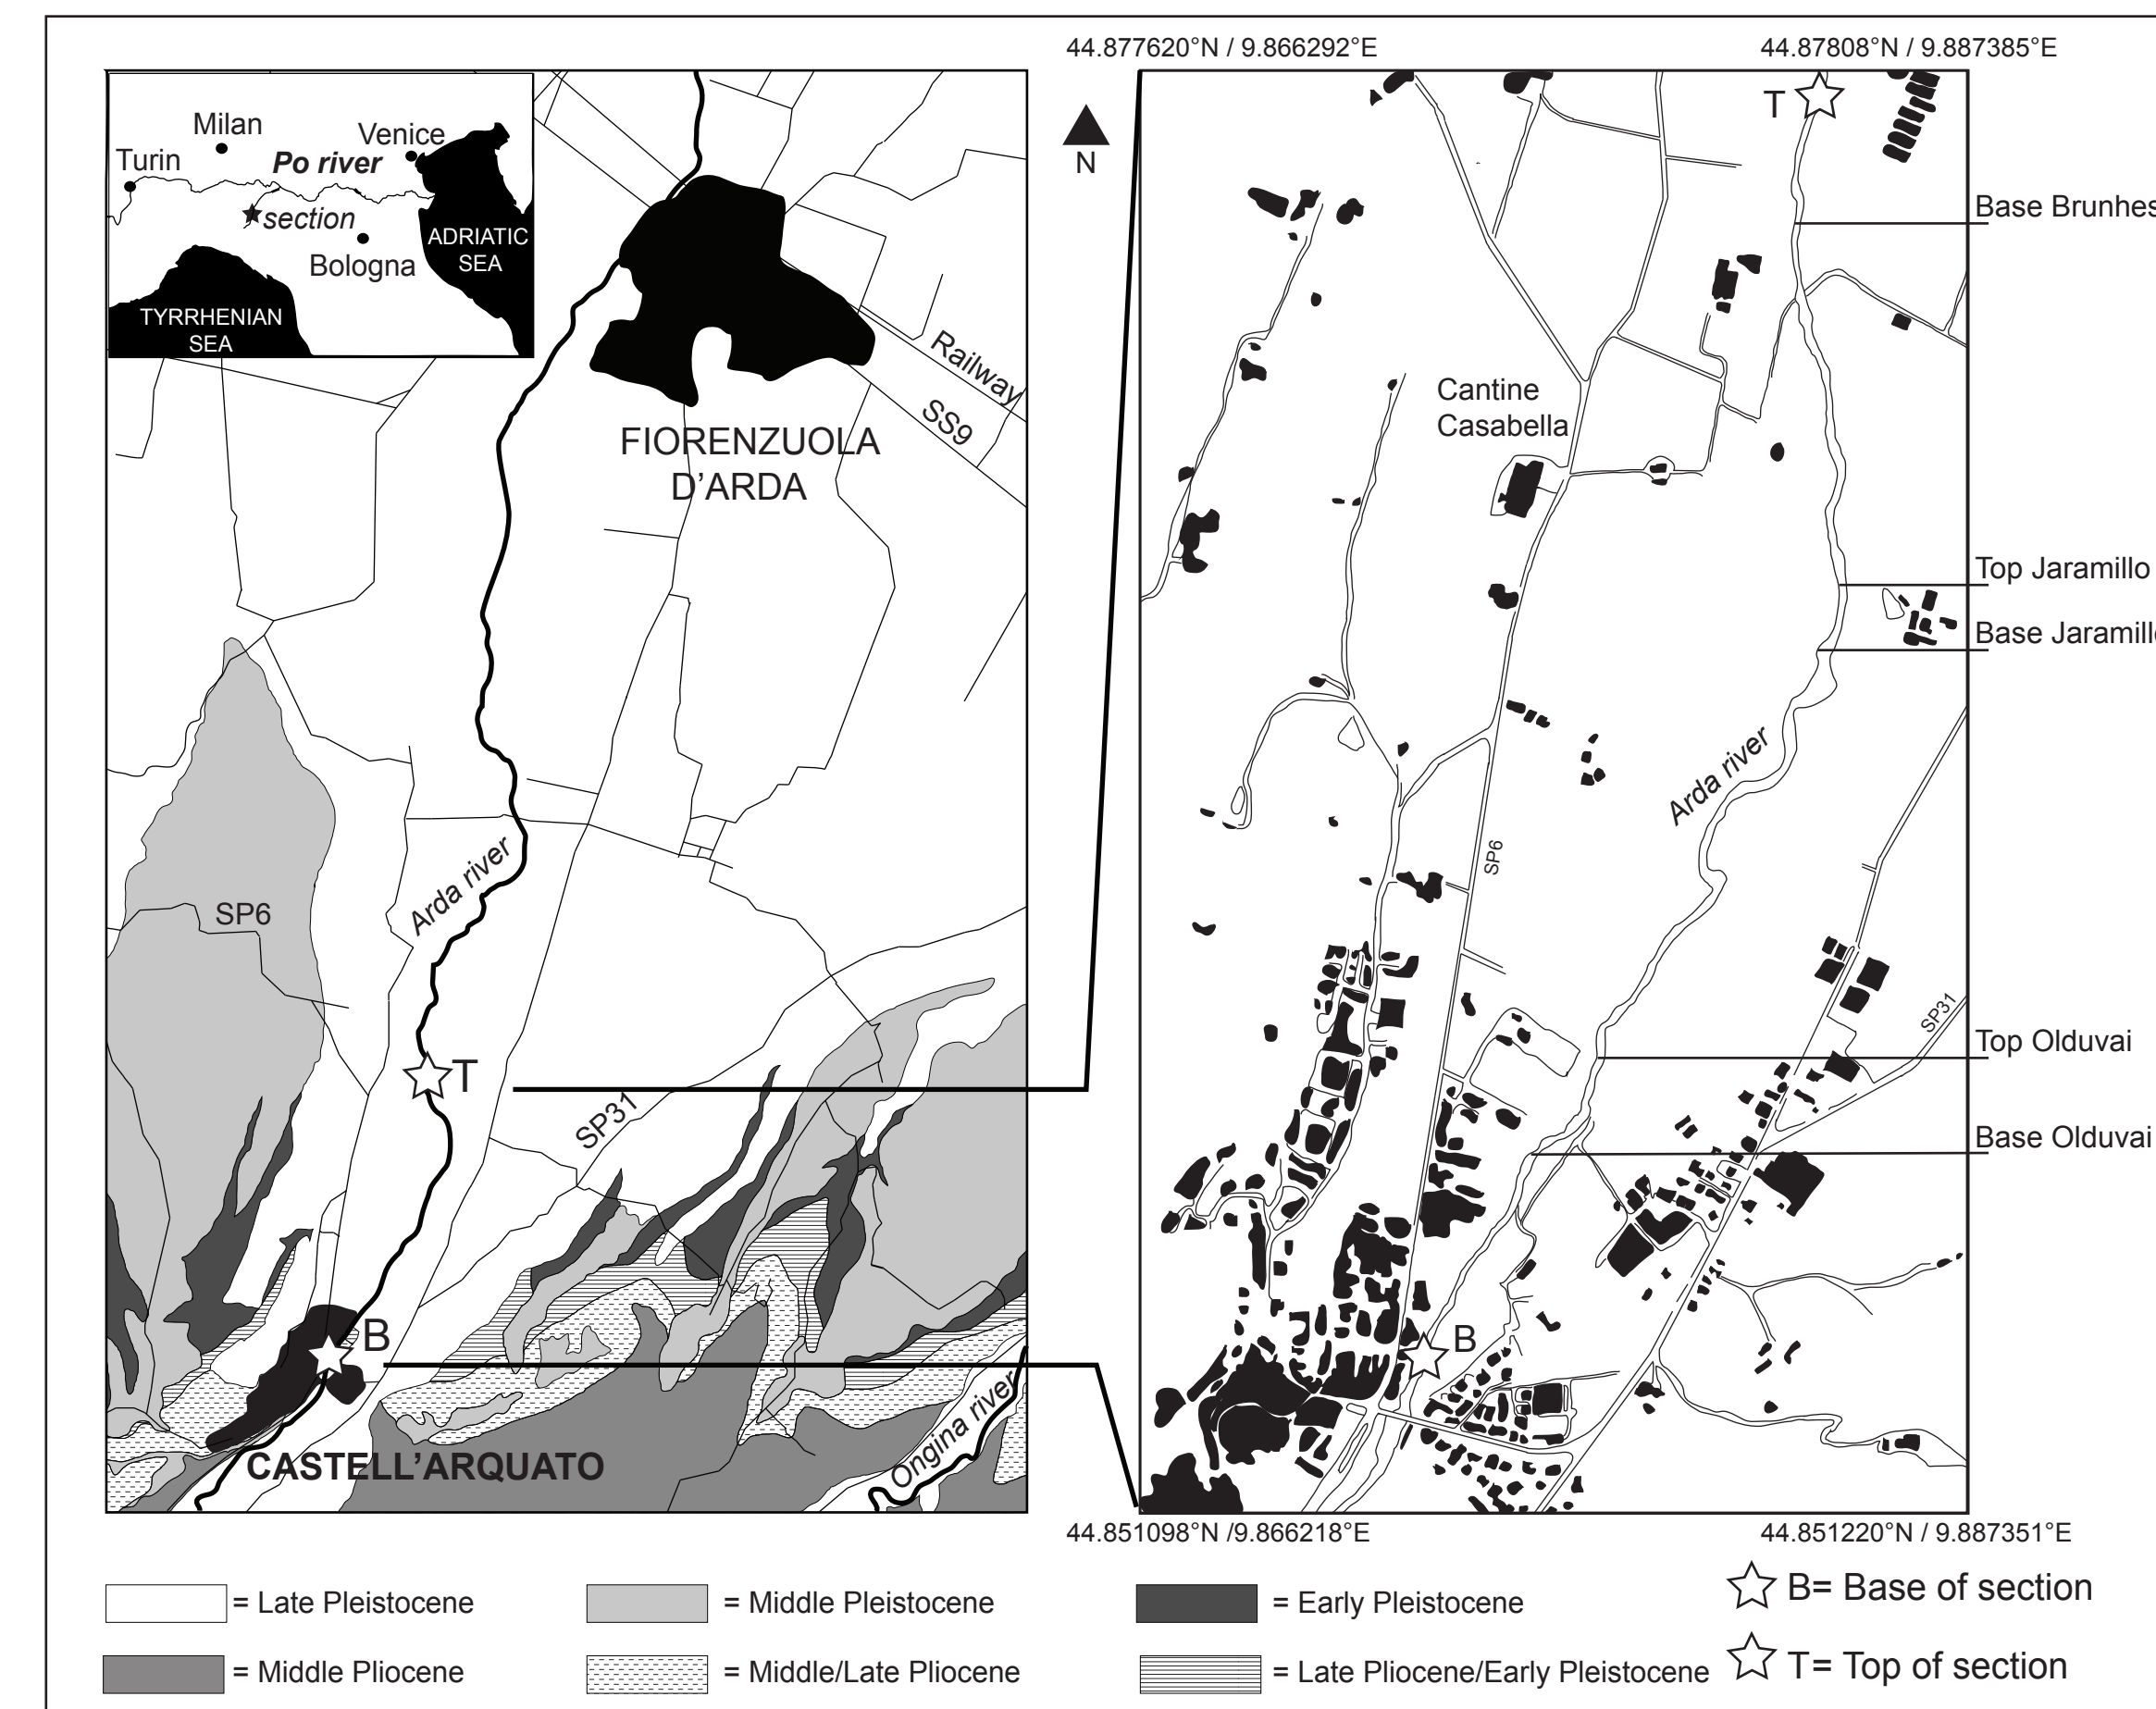 44.877620°N / 9.866292°E
44.87808°N / 9.887385°E
Milan
Venice
Turin
Po river
section
Bologna
ADRIATIC
SEA
TYRRHENIAN
SEA
N
Railway
SS9
FIORENZUOLA
D'ARDA
SP6
Arda river
T
SP31
B
CASTELL'ARQUATO
Ongina river
T
Base Brunhes
Cantine
Casabella
Top Jaramillo
Base Jaramillo
Arda river
SP6
SP31
Top Olduvai
Base Olduvai
B
44.851098°N /9.866218°E
44.851220°N / 9.887351°E
= Late Pleistocene
= Middle Pleistocene
= Early Pleistocene
B= Base of section
= Middle Pliocene
= Middle/Late Pliocene
= Late Pliocene/Early Pleistocene
T= Top of section